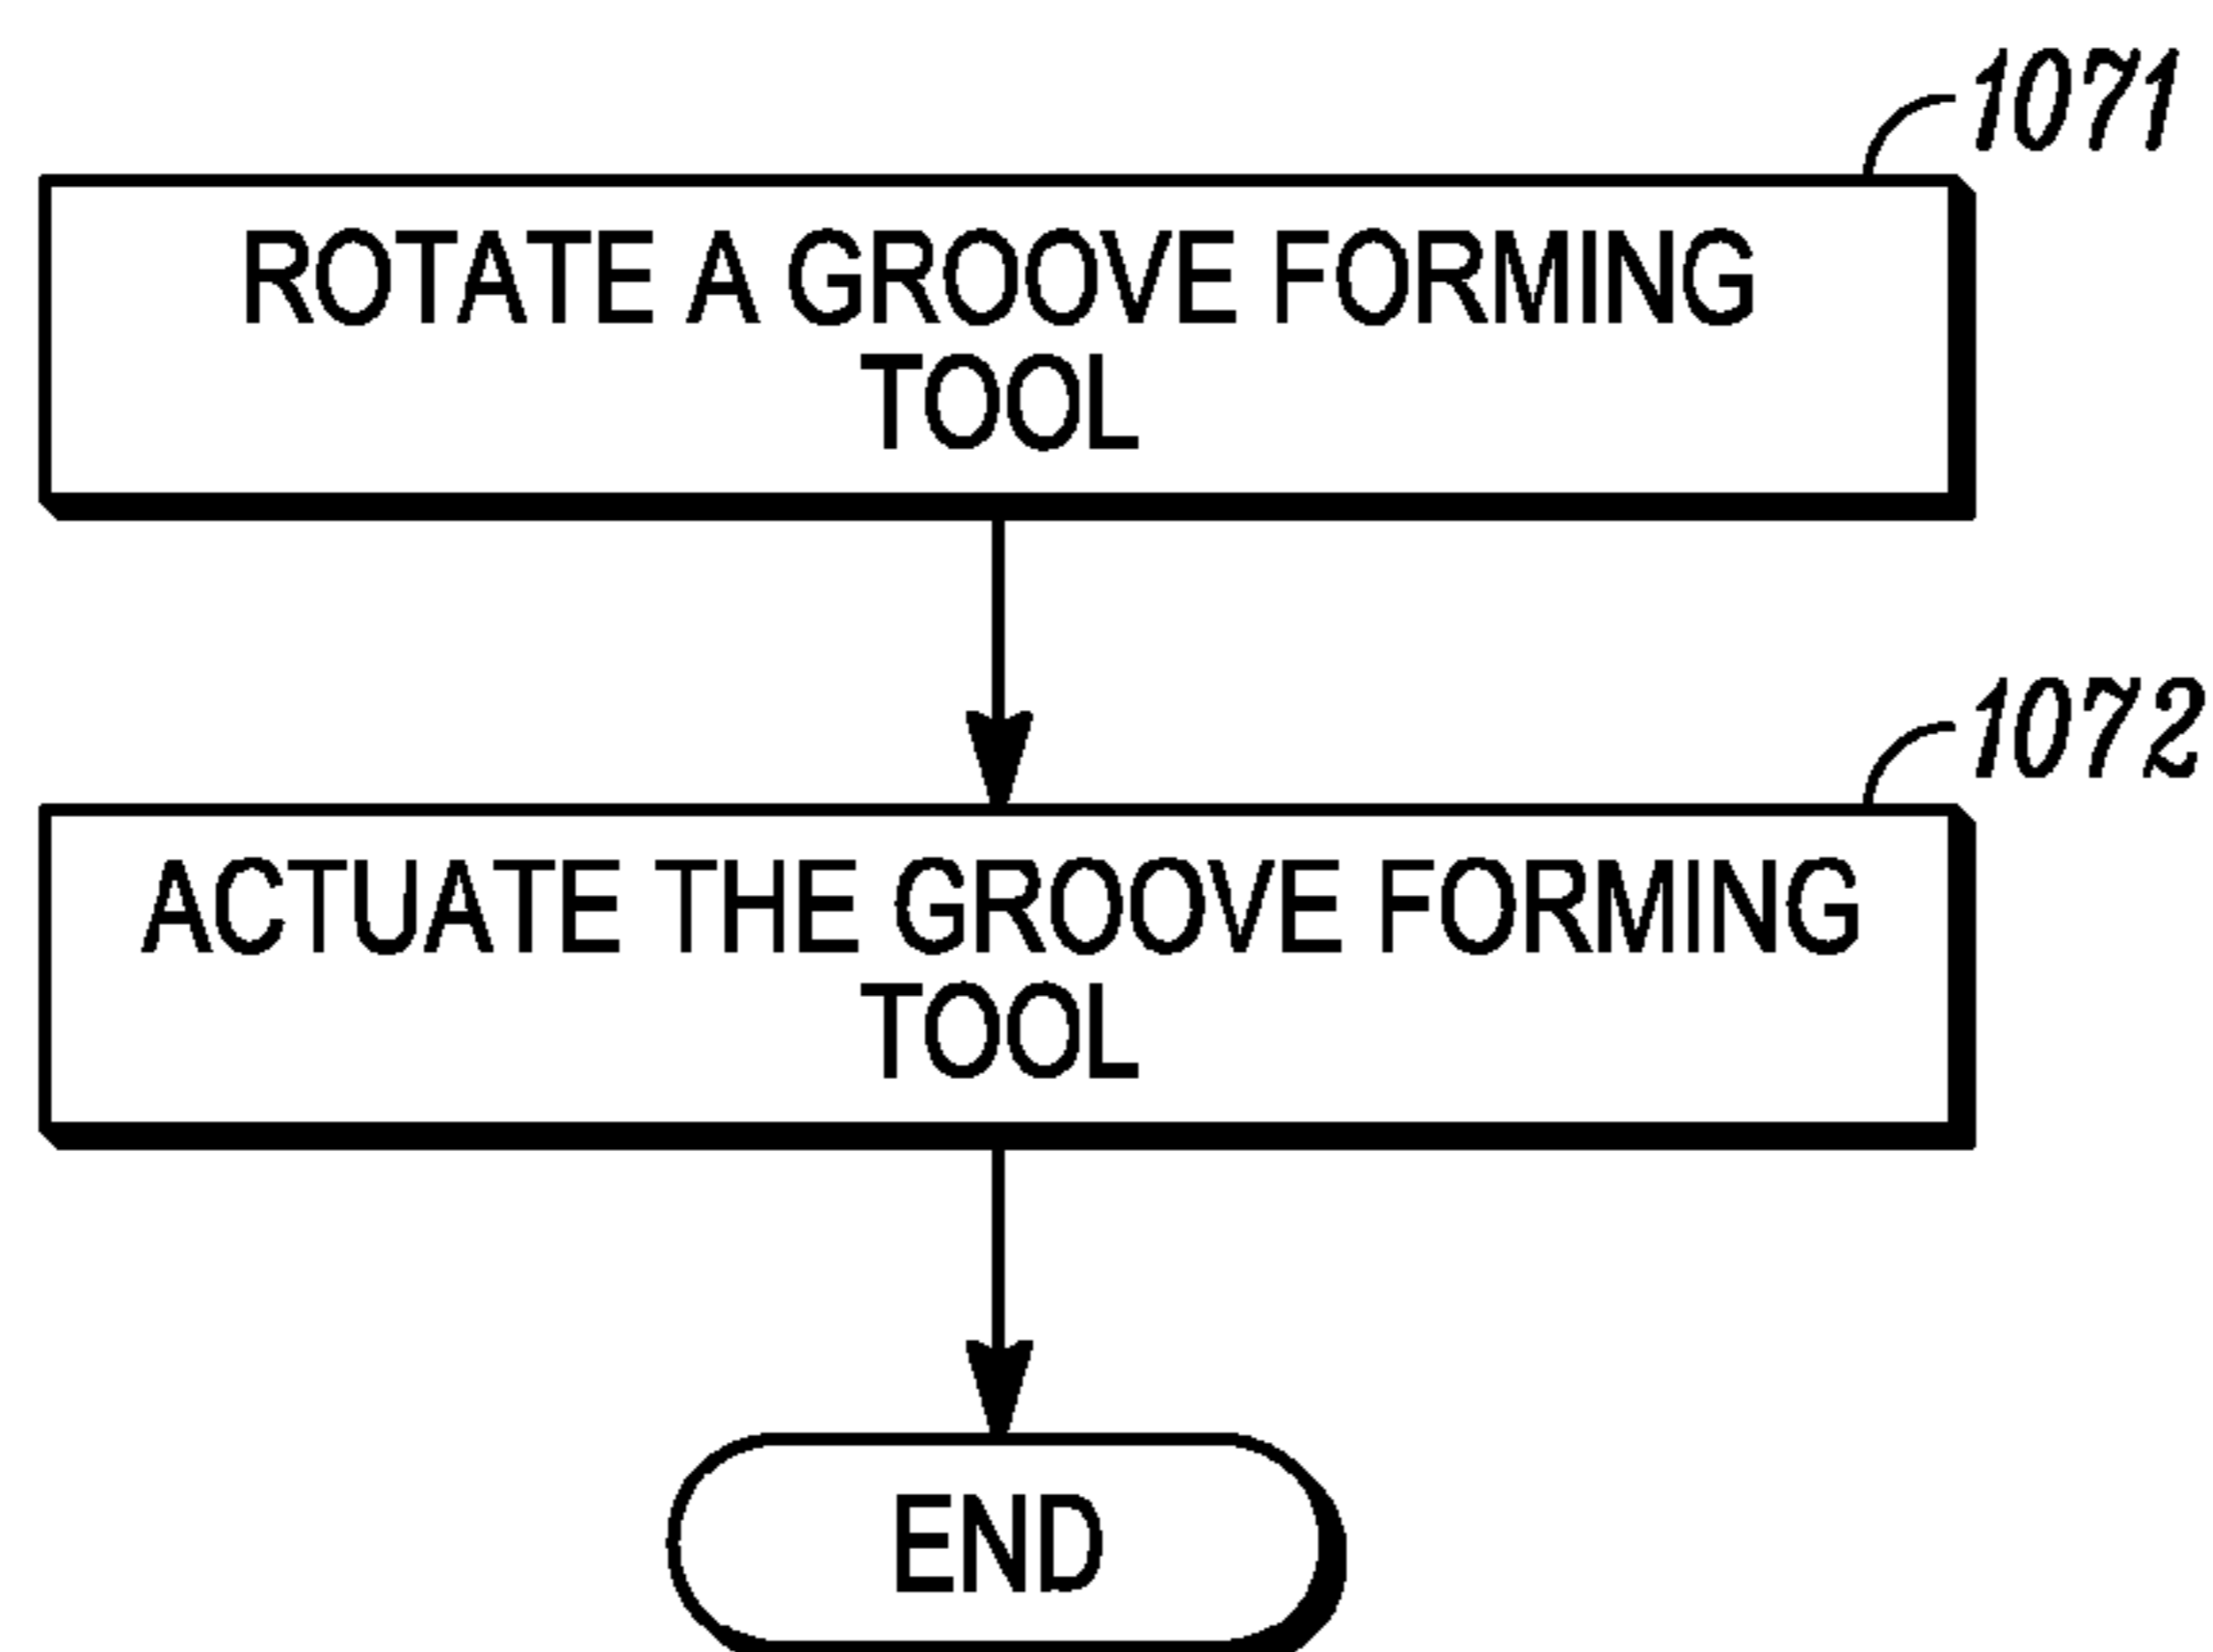 1071
ROTATE A GROOVE FORMING
TOOL
1072
ACTUATE THE GROOVE FORMING
TOOL
END